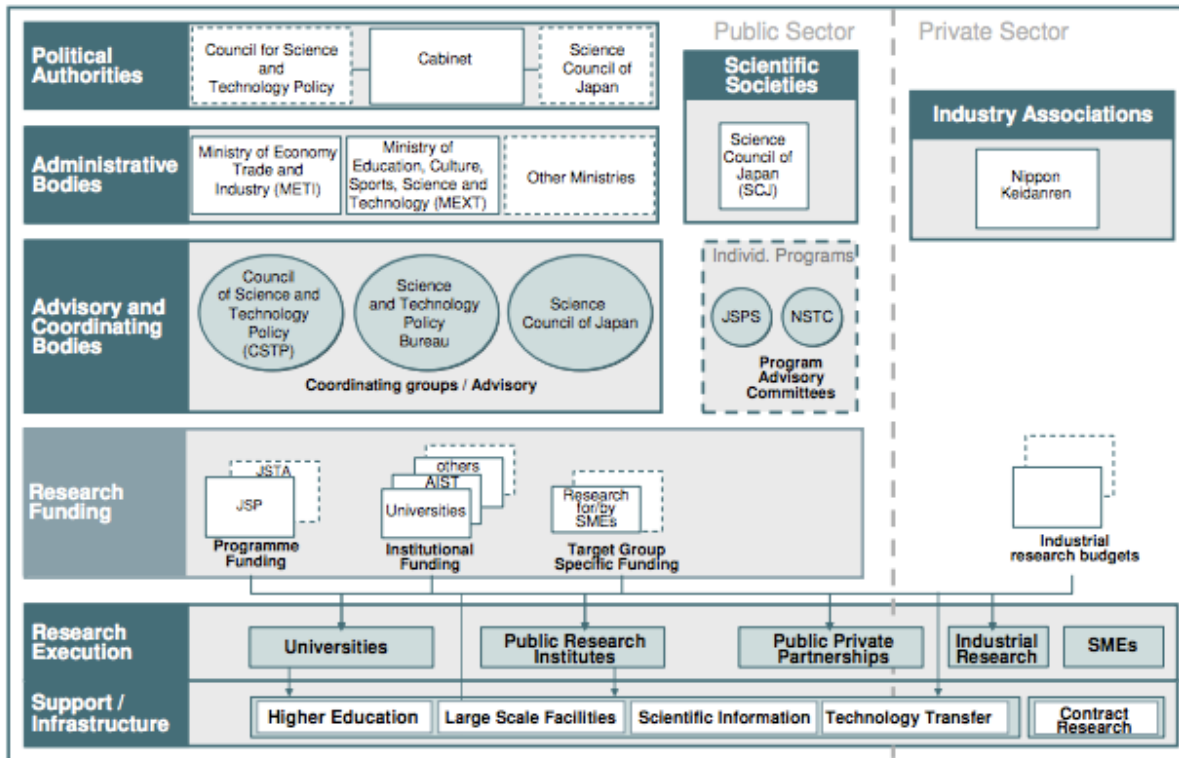 Public Sector
Private Sector
Political
Authorities
Council for Science
and
Technology Policy
Cabinet
Science
Council of
Japan
Scientific
Societies
Science
Council of
Japan
(SCJ)
Industry Associations
Nippon
Keidanren
Administrative
Bodies
Ministry of Economy
Trade and
Industry (METI)
Ministry of
Education, Culture,
Sports, Science and
Technology (MEXT)
Other Ministries
Advisory and
Coordinating
Bodies
Council
of Science and
Technology
Policy
(CSTP)
Science
and Technology
Policy
Bureau
Science
Council of Japan
Coordinating groups / Advisory
Individ. Programs
JSPS
NSTC
Program
Advisory
Committees
Research
Funding
JSTA
JSP
Programme
Funding
others
AIST
Universities
Institutional
Funding
Research
for/by
SMEs
Target Group
Specific Funding
Industrial
research budgets
Research
Execution
Universities
Public Research
Institutes
Public Private
Partnerships
Industrial
Research
SMEs
Support /
Infrastructure
Higher Education
Large Scale Facilities
Scientific Information
Technology Transfer
Contract
Research